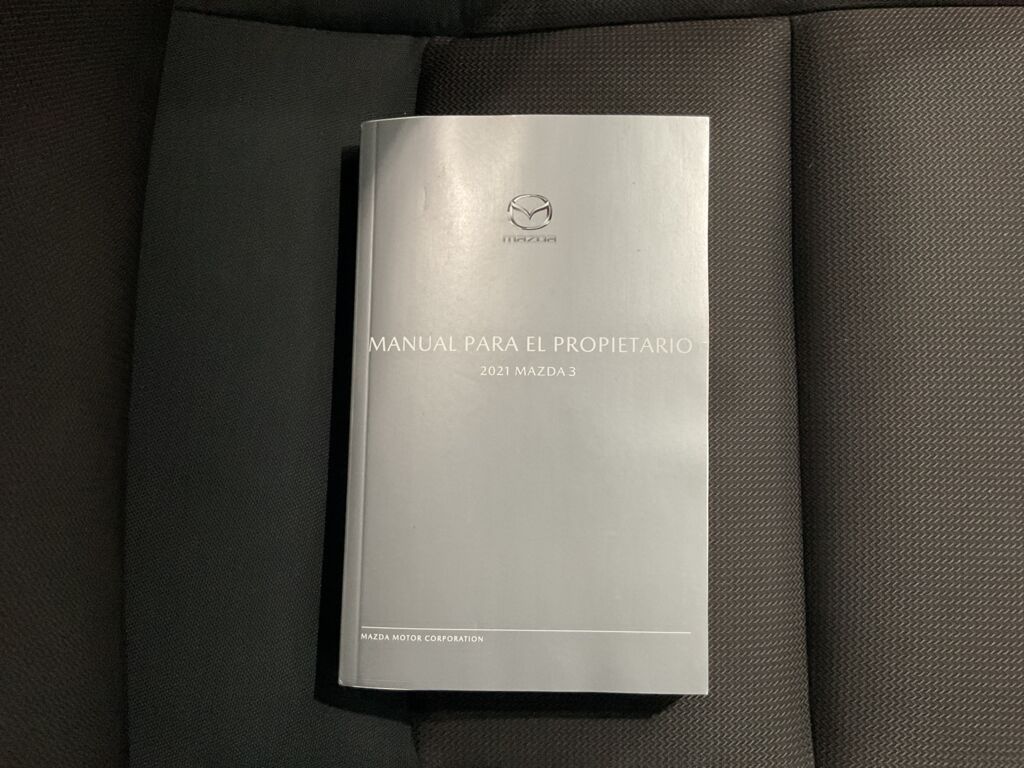 mazda
MANUAL PARA EL PROPIETARIO
2021 MAZDA 3
MAZDA MOTOR CORPORATION